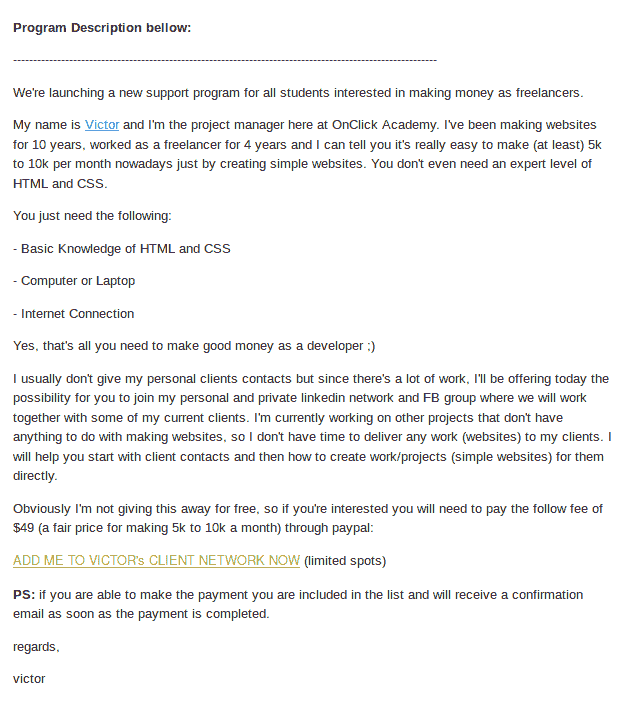 Program Description bellow:
----------------------------------------------------------------------------------------------------------
We're launching a new support program for all students interested in making money as freelancers.
My name is Victor and I'm the project manager here at OnClick Academy. I've been making websites
for 10 years, worked as a freelancer for 4 years and I can tell you it's really easy to make (at least) 5k
to 10k per month nowadays just by creating simple websites. You don't even need an expert level of
HTML and CSS.
You just need the following:
- Basic Knowledge of HTML and CSS
- Computer or Laptop
- Internet Connection
Yes, that's all you need to make good money as a developer ;)
I usually don't give my personal clients contacts but since there's a lot of work, I'll be offering today the
possibility for you to join my personal and private linkedin network and FB group where we will work
together with some of my current clients. I'm currently working on other projects that don't have
anything to do with making websites, so I don't have time to deliver any work (websites) to my clients. I
will help you start with client contacts and then how to create work/projects (simple websites) for them
directly.
Obviously I'm not giving this away for free, so if you're interested you will need to pay the follow fee of
$49 (a fair price for making 5k to 10k a month) through paypal:
ADD ME TO VICTOR's CLIENT NETWORK NOW (limited spots)
PS: if you are able to make the payment you are included in the list and will receive a confirmation
email as soon as the payment is completed.
regards,
victor